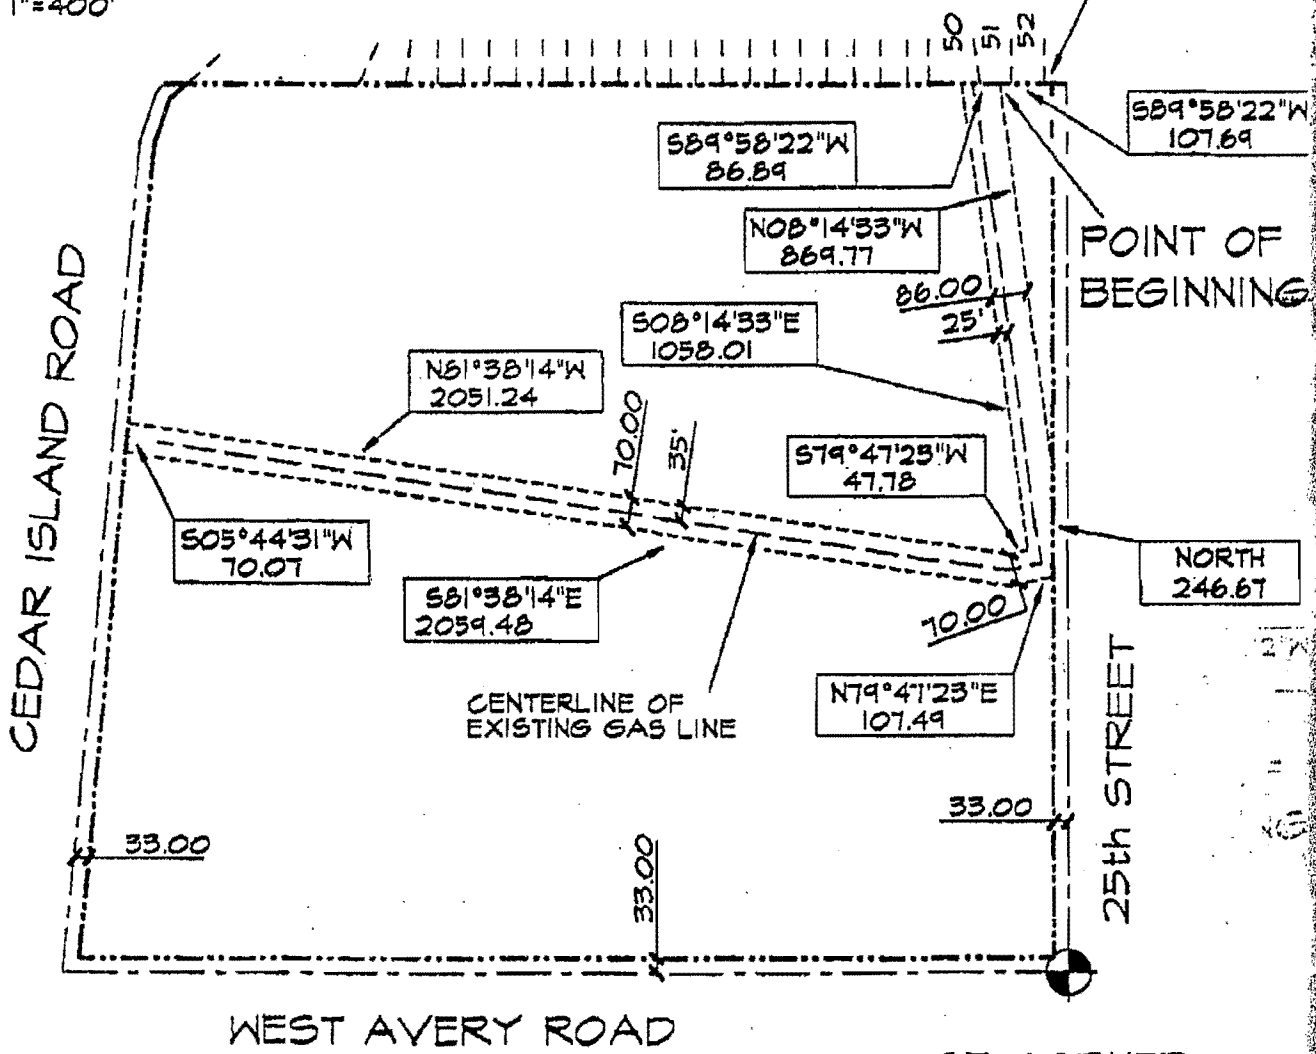 1"=400'
50
51
52
S89°58'22"W
107.69
S89°58'22"W
86.89
N08°14'33"W
869.77
POINT OF
BEGINNING
86.00
25'
S08°14'33"E
1058.01
N81°38'14"W
2051.24
70.00
35'
S79°47'23"W
47.78
CEDAR ISLAND ROAD
S05°44'31"W
70.07
S81°38'14"E
2059.48
NORTH
246.67
70.00
CENTERLINE OF
EXISTING GAS LINE
N79°47'23"E
107.49
25th STREET
33.00
33.00
33.00
WEST AVERY ROAD